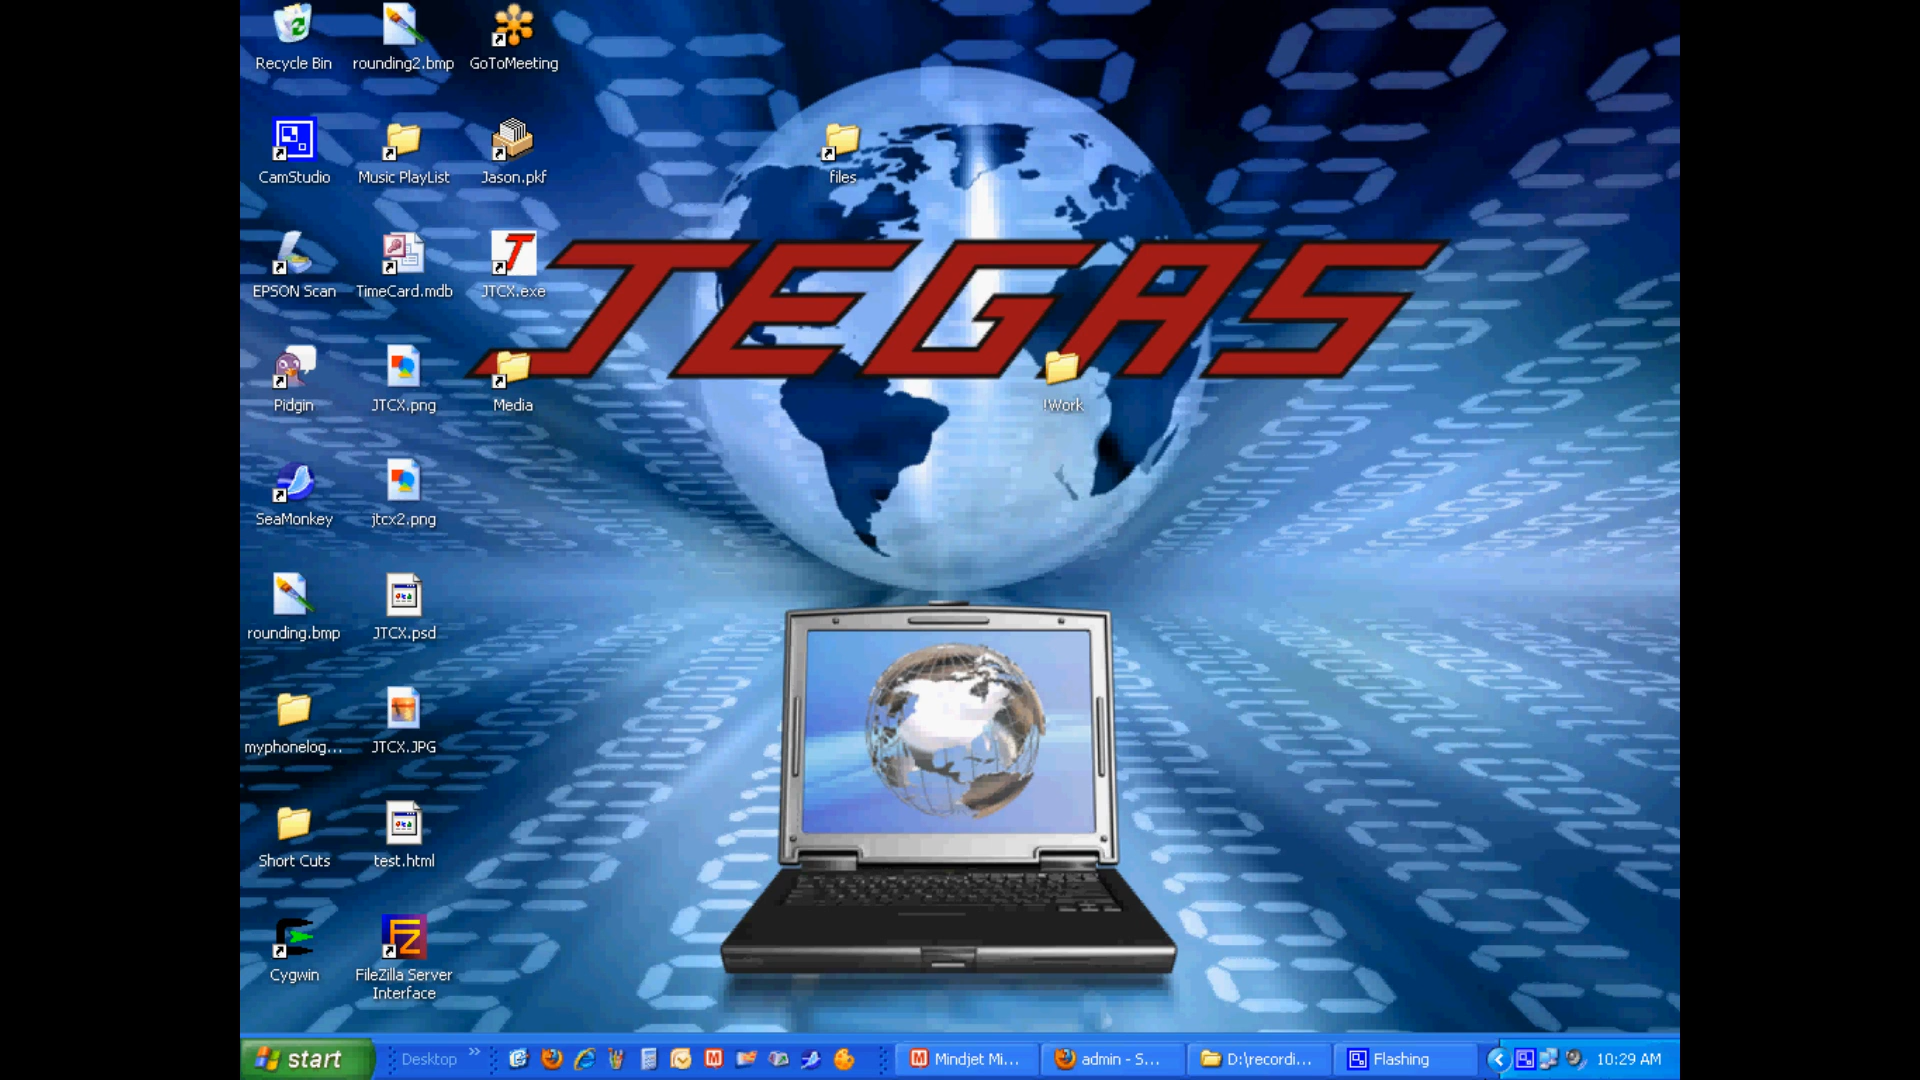 Recycle Bin
rounding2.bmp
GoToMeeting
CamStudio
Music PlayList
Jason.pkf
files
EPSON Scan
TimeCard.mdb
JTCX.exe
JEGAS
Pidgin
JTCX.png
Media
!Work
SeaMonkey
jtcx2.png
rounding.bmp
JTCX.psd
myphonelog...
JTCX.JPG
Short Cuts
test.html
Cygwin
FileZilla Server
Interface
start
Desktop
Mindjet Mi...
admin - S...
D:\recordi...
Flashing
10:29 AM